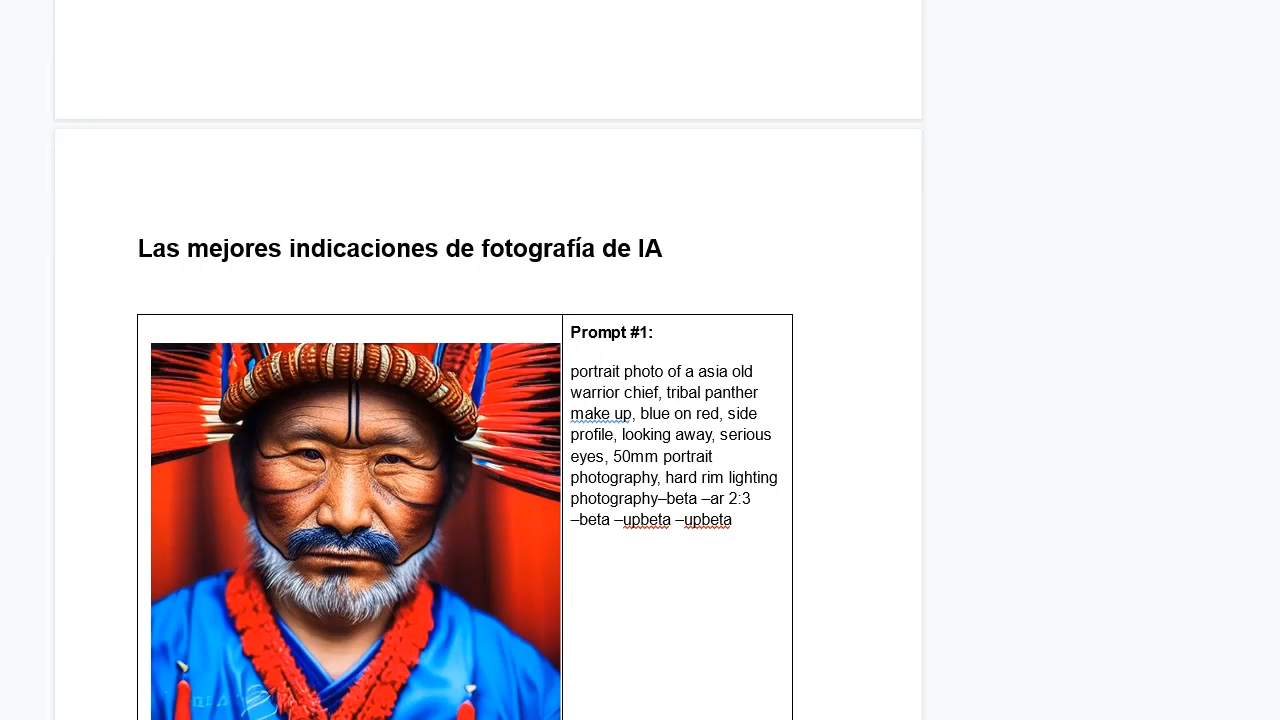 Las mejores indicaciones de fotografía de IA
Prompt #1:
portrait photo of a asia old
warrior chief, tribal panther
make up, blue on red, side
profile, looking away, serious
eyes, 50mm portrait
photography, hard rim lighting
photography–beta –ar 2:3
–beta –upbeta –upbeta